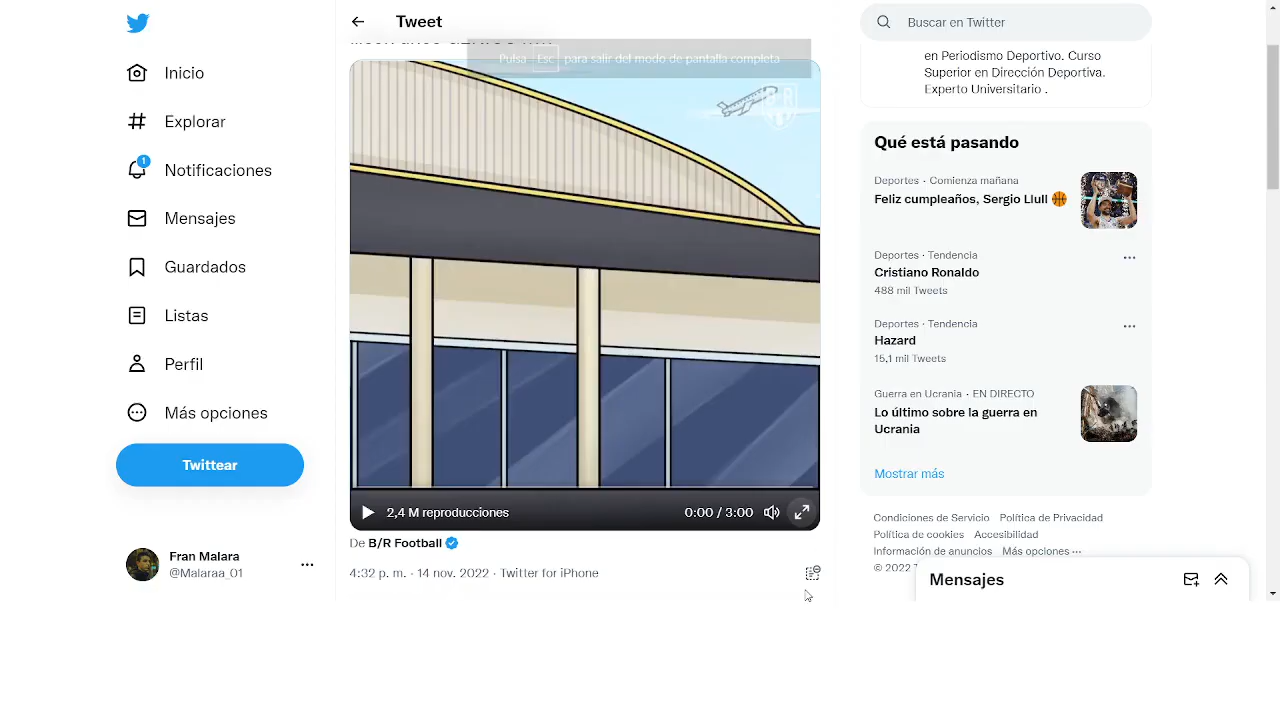 Inicio
Explorar
1
Notificaciones
Mensajes
Guardados
Listas
Perfil
Más opciones
Twittear
Fran Malara
@Malaraa_01
Tweet
Pulsa Esc para salir del modo de pantalla completa
B R
2,4 M reproducciones
0:00 / 3:00
De B/R Football
4:32 p. m. · 14 nov. 2022 · Twitter for iPhone
Buscar en Twitter
en Periodismo Deportivo. Curso
Superior en Dirección Deportiva.
Experto Universitario .
Qué está pasando
Deportes · Comienza mañana
Feliz cumpleaños, Sergio Llull
Deportes · Tendencia
Cristiano Ronaldo
488 mil Tweets
Deportes · Tendencia
Hazard
15,1 mil Tweets
Guerra en Ucrania · EN DIRECTO
Lo último sobre la guerra en
Ucrania
Mostrar más
Condiciones de Servicio Política de Privacidad
Política de cookies Accesibilidad
Información de anuncios Más opciones
© 2022
Mensajes